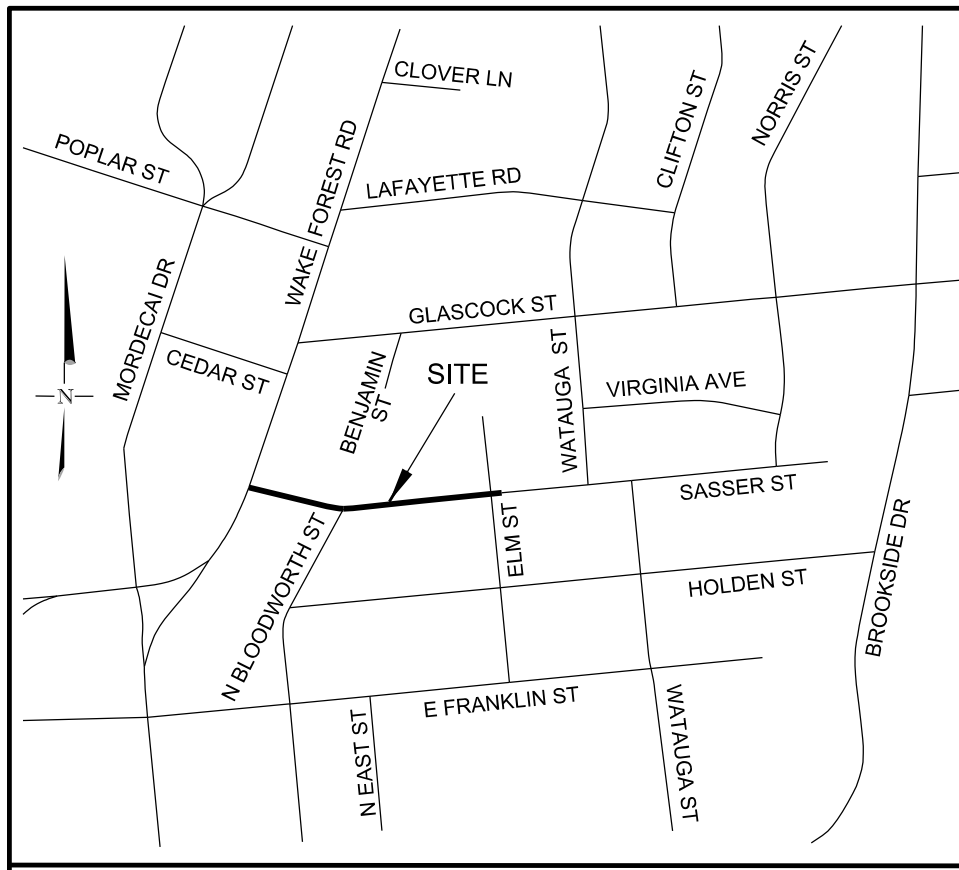 CLOVER LN
NORRIS ST
CLIFTON ST
POPLAR ST
WAKE FOREST RD
LAFAYETTE RD
MORDECAI DR
GLASCOCK ST
CEDAR ST
BENJAMIN
ST
SITE
WATAUGA ST
VIRGINIA AVE
N
SASSER ST
ELM ST
N BLOODWORTH ST
HOLDEN ST
BROOKSIDE DR
E FRANKLIN ST
N EAST ST
WATAUGA ST